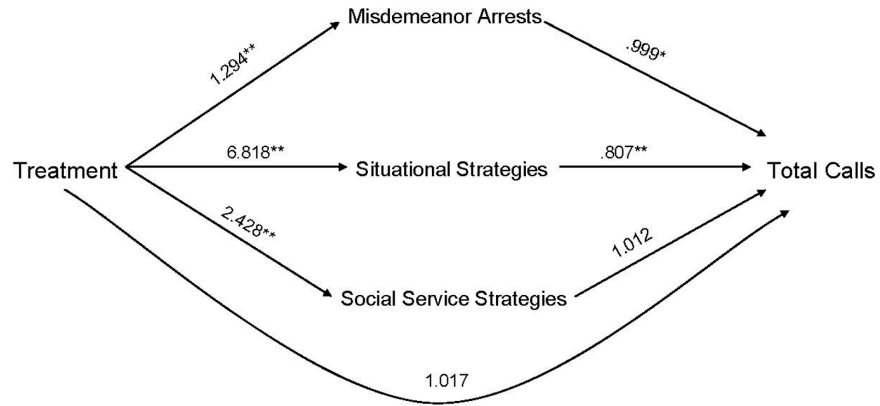 Misdemeanor Arrests
1.294**
.999*
Treatment
6.818**
Situational Strategies
.807**
Total Calls
2.428**
1.012
Social Service Strategies
1.017